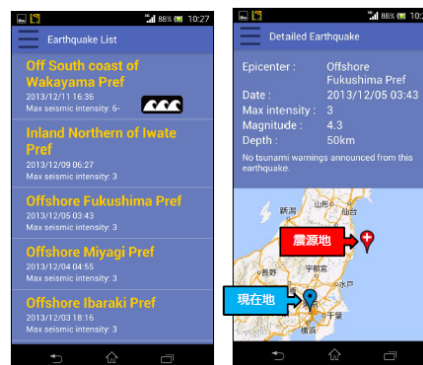 88% 10:27
Earthquake List
Off South coast of
Wakayama Pref
2013/12/11 16:36
Max seismic intensity: 6-
Inland Northern of Iwate
Pref
2013/12/09 06:27
Max seismic intensity: 3
Offshore Fukushima Pref
2013/12/05 03:43
Max seismic intensity: 3
Offshore Miyagi Pref
2013/12/04 04:55
Max seismic intensity: 3
Offshore Ibaraki Pref
2013/12/03 18:16
Max seismic intensity: 3
88%
Detailed Earthquake
Epicenter : Offshore
Fukushima Pref
Date : 2013/12/05 03:43
Max intensity : 3
Magnitude : 4.3
Depth : 50km
No tsunami warnings announced from this
earthquake.
新潟
仙台
震源地
長野
宇都宮
水戸
現在地
千葉
横浜